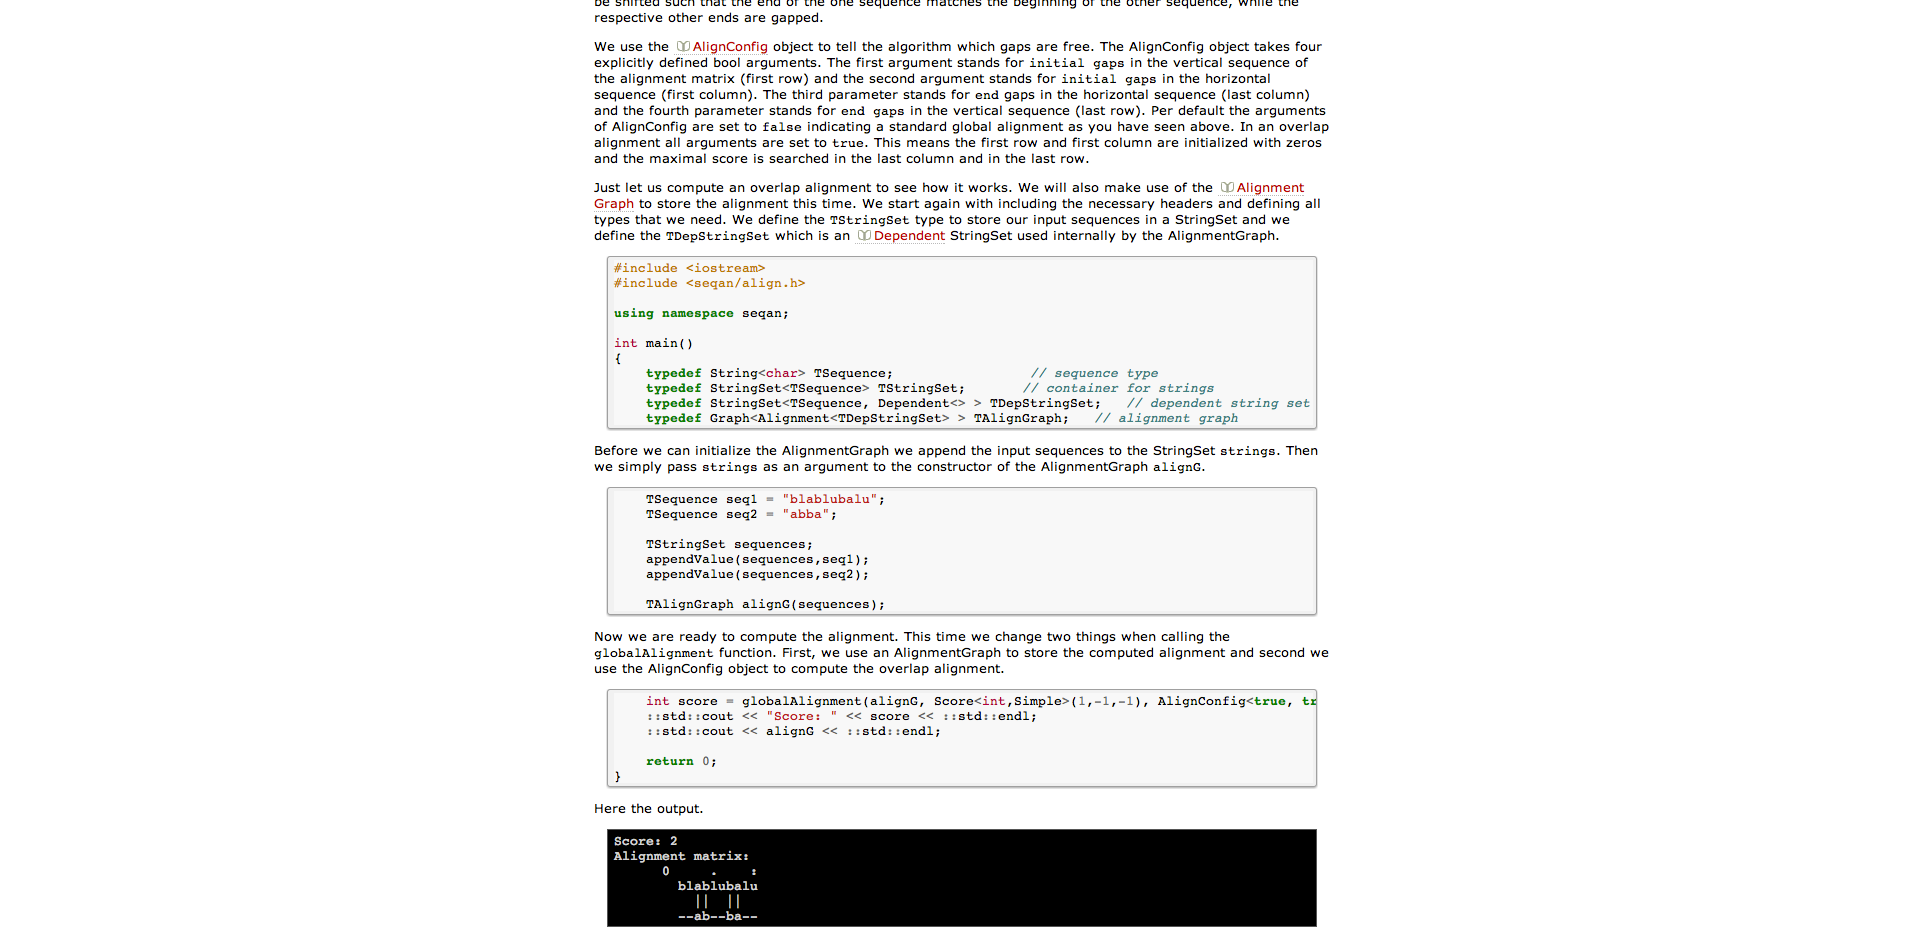 be shifted such that the end of the one sequence matches the beginning of the other sequence, while the
respective other ends are gapped.
We use the AlignConfig object to tell the algorithm which gaps are free. The AlignConfig object takes four
explicitly defined bool arguments. The first argument stands for initial gaps in the vertical sequence of
the alignment matrix (first row) and the second argument stands for initial gaps in the horizontal
sequence (first column). The third parameter stands for end gaps in the horizontal sequence (last column)
and the fourth parameter stands for end gaps in the vertical sequence (last row). Per default the arguments
of AlignConfig are set to false indicating a standard global alignment as you have seen above. In an overlap
alignment all arguments are set to true. This means the first row and first column are initialized with zeros
and the maximal score is searched in the last column and in the last row.
Just let us compute an overlap alignment to see how it works. We will also make use of the Alignment
Graph to store the alignment this time. We start again with including the necessary headers and defining all
types that we need. We define the TStringSet type to store our input sequences in a StringSet and we
define the TDepStringSet which is an Dependent StringSet used internally by the AlignmentGraph.
#include <iostream>
#include <seqan/align.h>
using namespace seqan;
int main()
{
typedef String<char> TSequence; // sequence type
typedef StringSet<TSequence> TStringSet; // container for strings
typedef StringSet<TSequence, Dependent<> > TDepStringSet; // dependent string set
typedef Graph<Alignment<TDepStringSet> > TAlignGraph; // alignment graph
Before we can initialize the AlignmentGraph we append the input sequences to the StringSet strings. Then
we simply pass strings as an argument to the constructor of the AlignmentGraph alignG.
TSequence seq1 = "blablubalu";
TSequence seq2 = "abba";
TStringSet sequences;
appendValue(sequences,seq1);
appendValue(sequences,seq2);
TAlignGraph alignG(sequences);
Now we are ready to compute the alignment. This time we change two things when calling the
globalAlignment function. First, we use an AlignmentGraph to store the computed alignment and second we
use the AlignConfig object to compute the overlap alignment.
int score = globalAlignment(alignG, Score<int,Simple>(1,-1,-1), AlignConfig<true, tr
::std::cout << "Score: " << score << ::std::endl;
::std::cout << alignG << ::std::endl;
return 0;
}
Here the output.
Score: 2
Alignment matrix:
0 . :
blablubalu
|| ||
--ab--ba--